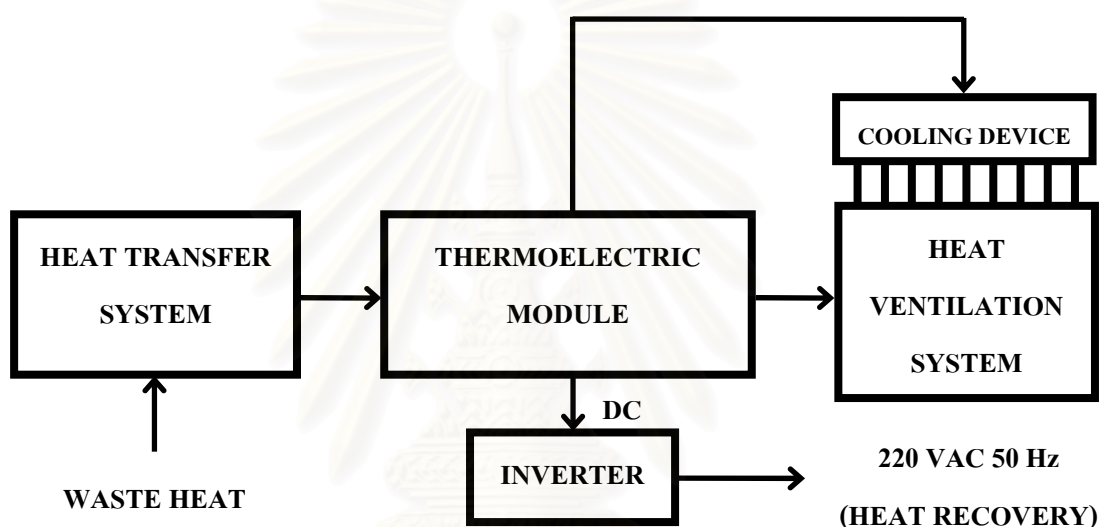 COOLING DEVICE
HEAT TRANSFER
SYSTEM
THERMOELECTRIC
MODULE
HEAT
VENTILATION
SYSTEM
DC
INVERTER
220 VAC 50 Hz
(HEAT RECOVERY)
WASTE HEAT